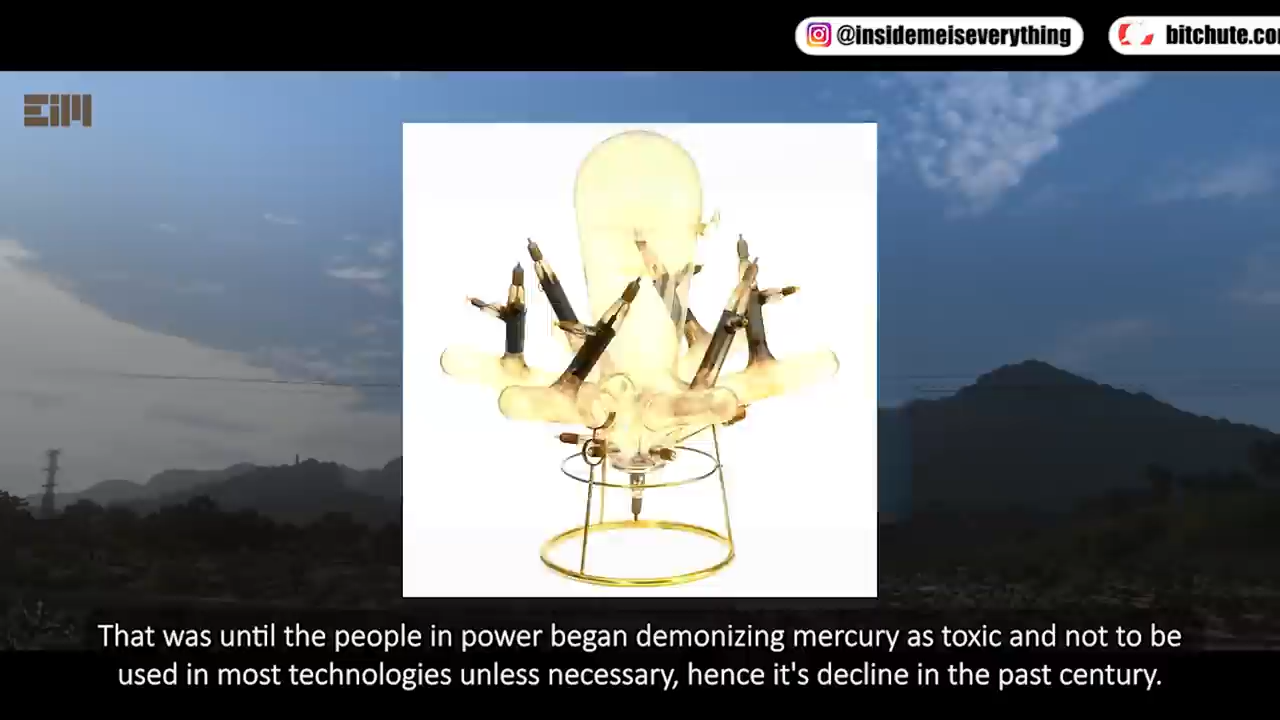 @insidemeiseverything
bitchute.co
EiM
That was until the people in power began demonizing mercury as toxic and not to be
used in most technologies unless necessary, hence it's decline in the past century.